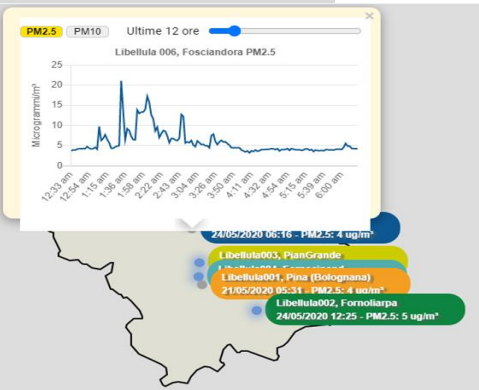 ×
PM2.5 PM10 Ultime 12 ore
Libellula 006, Fosciandora PM2.5
Microgrammi/m³
25
20
15
10
5
0
12:33 am
12:54 am
1:15 am
1:36 am
1:58 am
2:22 am
2:43 am
3:04 am
3:26 am
3:50 am
4:11 am
4:32 am
4:54 am
5:15 am
5:39 am
6:00 am
24/05/2020 06:16 - PM2.5: 4 ug/m³
Libellula003, PianGrande
Libellula001, Pina (Bolognana)
21/05/2020 05:31 - PM2.5: 4 ug/m³
Libellula002, Fornoliarpa
24/05/2020 12:25 - PM2.5: 5 ug/m³